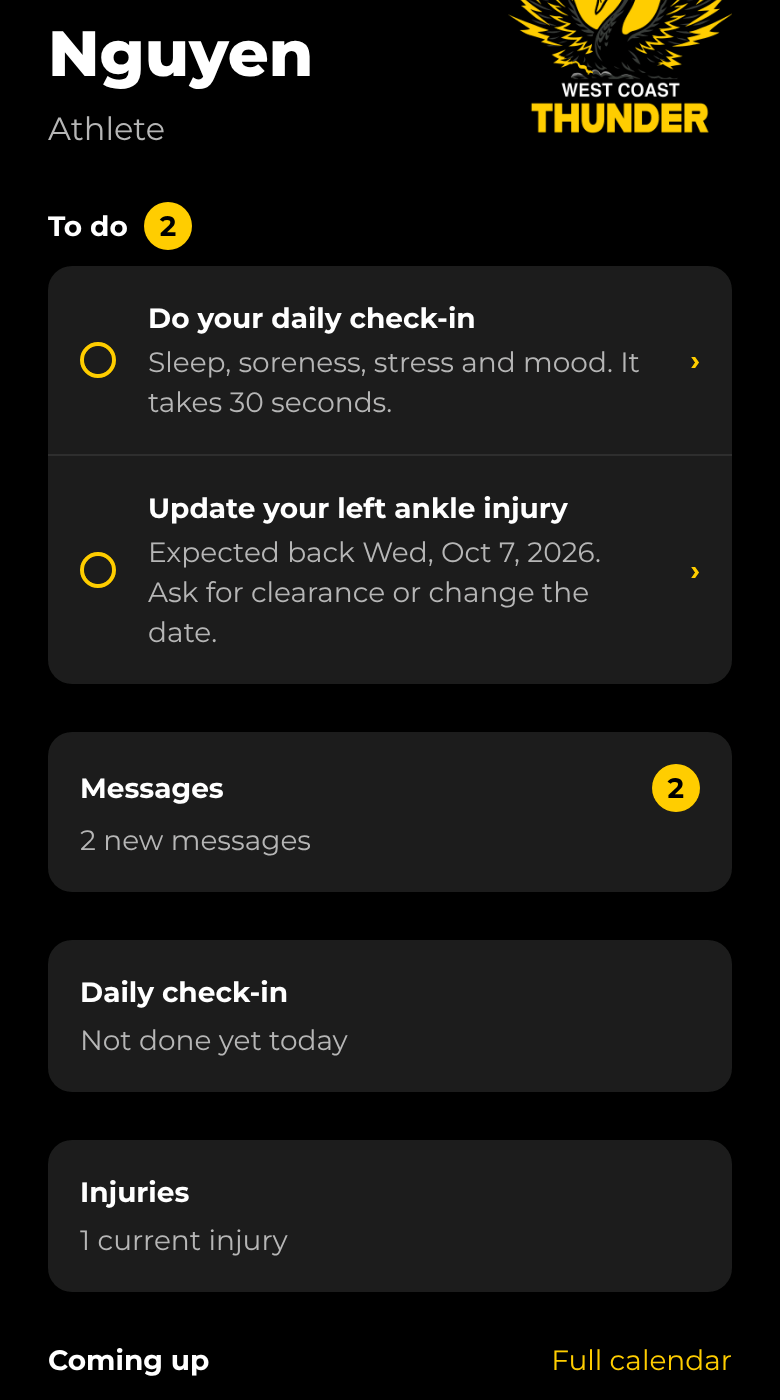 Nguyen
WEST COAST
THUNDER
Athlete
To do 2
Do your daily check-in
Sleep, soreness, stress and mood. It
takes 30 seconds.
›
Update your left ankle injury
Expected back Wed, Oct 7, 2026.
Ask for clearance or change the
date.
›
Messages 2
2 new messages
Daily check-in
Not done yet today
Injuries
1 current injury
Coming up Full calendar